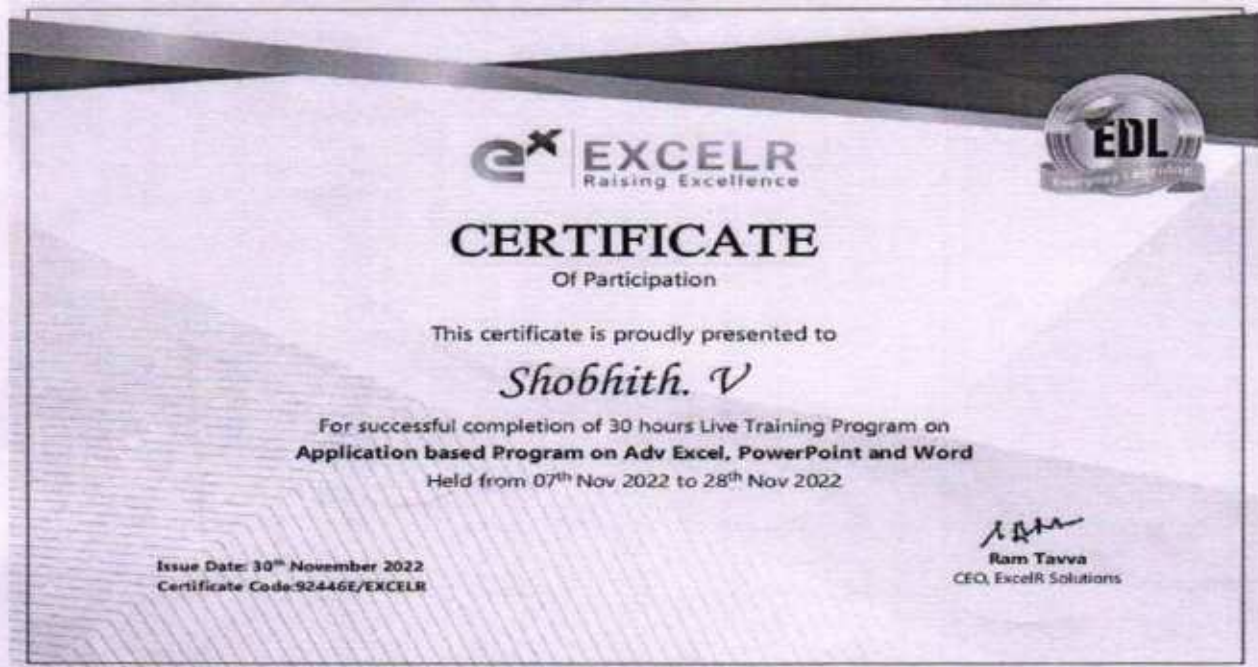 ex EXCELR
Raising Excellence
EDL
CERTIFICATE
Of Participation
This certificate is proudly presented to
Shobhith. V
For successful completion of 30 hours Live Training Program on
Application based Program on Adv Excel, PowerPoint and Word
Held from 07th Nov 2022 to 28th Nov 2022
Issue Date: 30th November 2022
Certificate Code:92446E/EXCELR
Ram Tavva
CEO, ExcelR Solutions